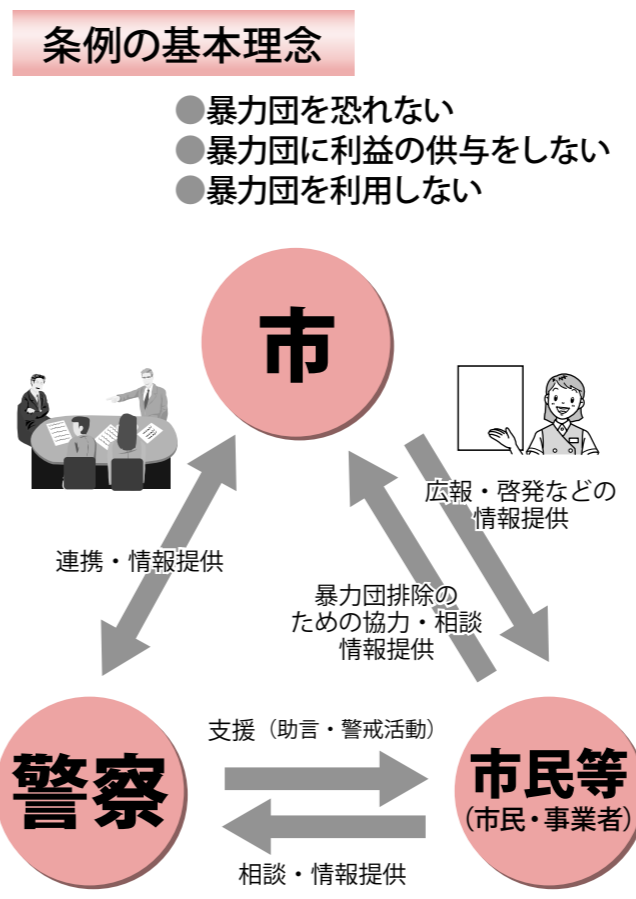 条例の基本理念
●暴力団を恐れない
●暴力団に利益の供与をしない
●暴力団を利用しない
市
広報・啓発などの
情報提供
連携・情報提供
暴力団排除の
ための協力・相談
情報提供
警察
支援（助言・警戒活動）
市民等
（市民・事業者）
相談・情報提供